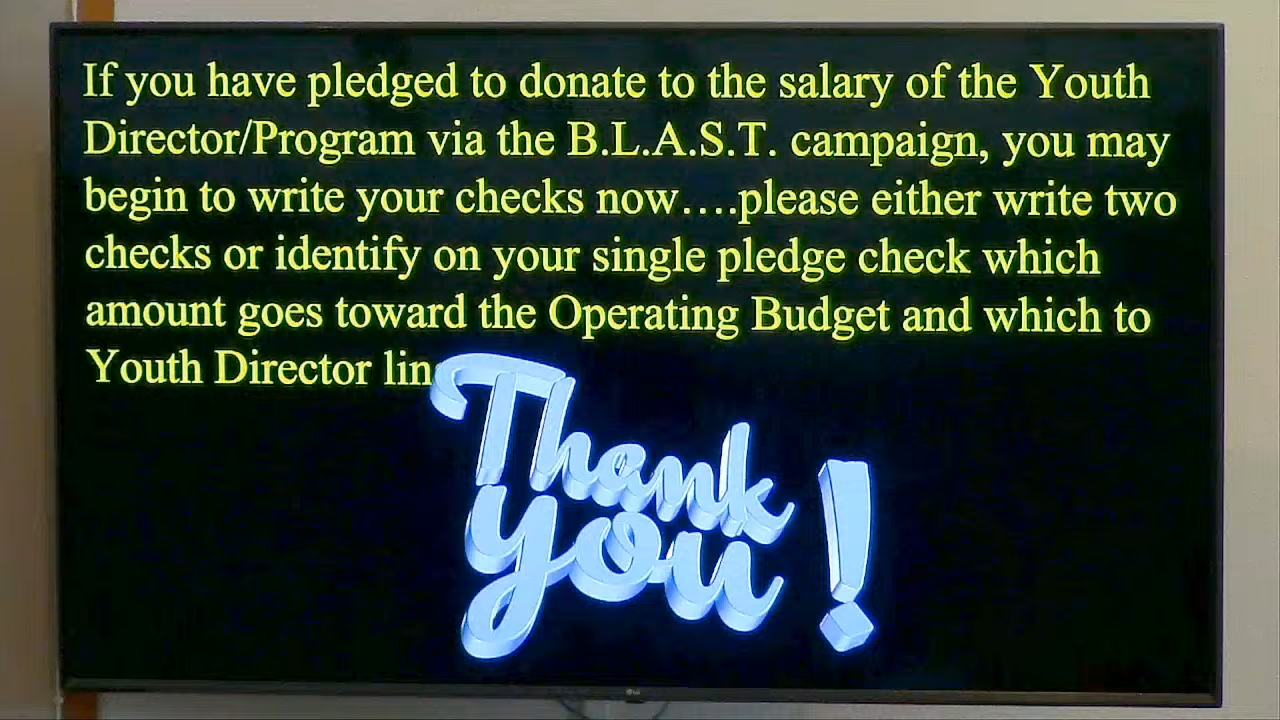 If you have pledged to donate to the salary of the Youth
Director/Program via the B.L.A.S.T. campaign, you may
begin to write your checks now….please either write two
checks or identify on your single pledge check which
amount goes toward the Operating Budget and which to
Youth Director lin
Thank
you!
LG